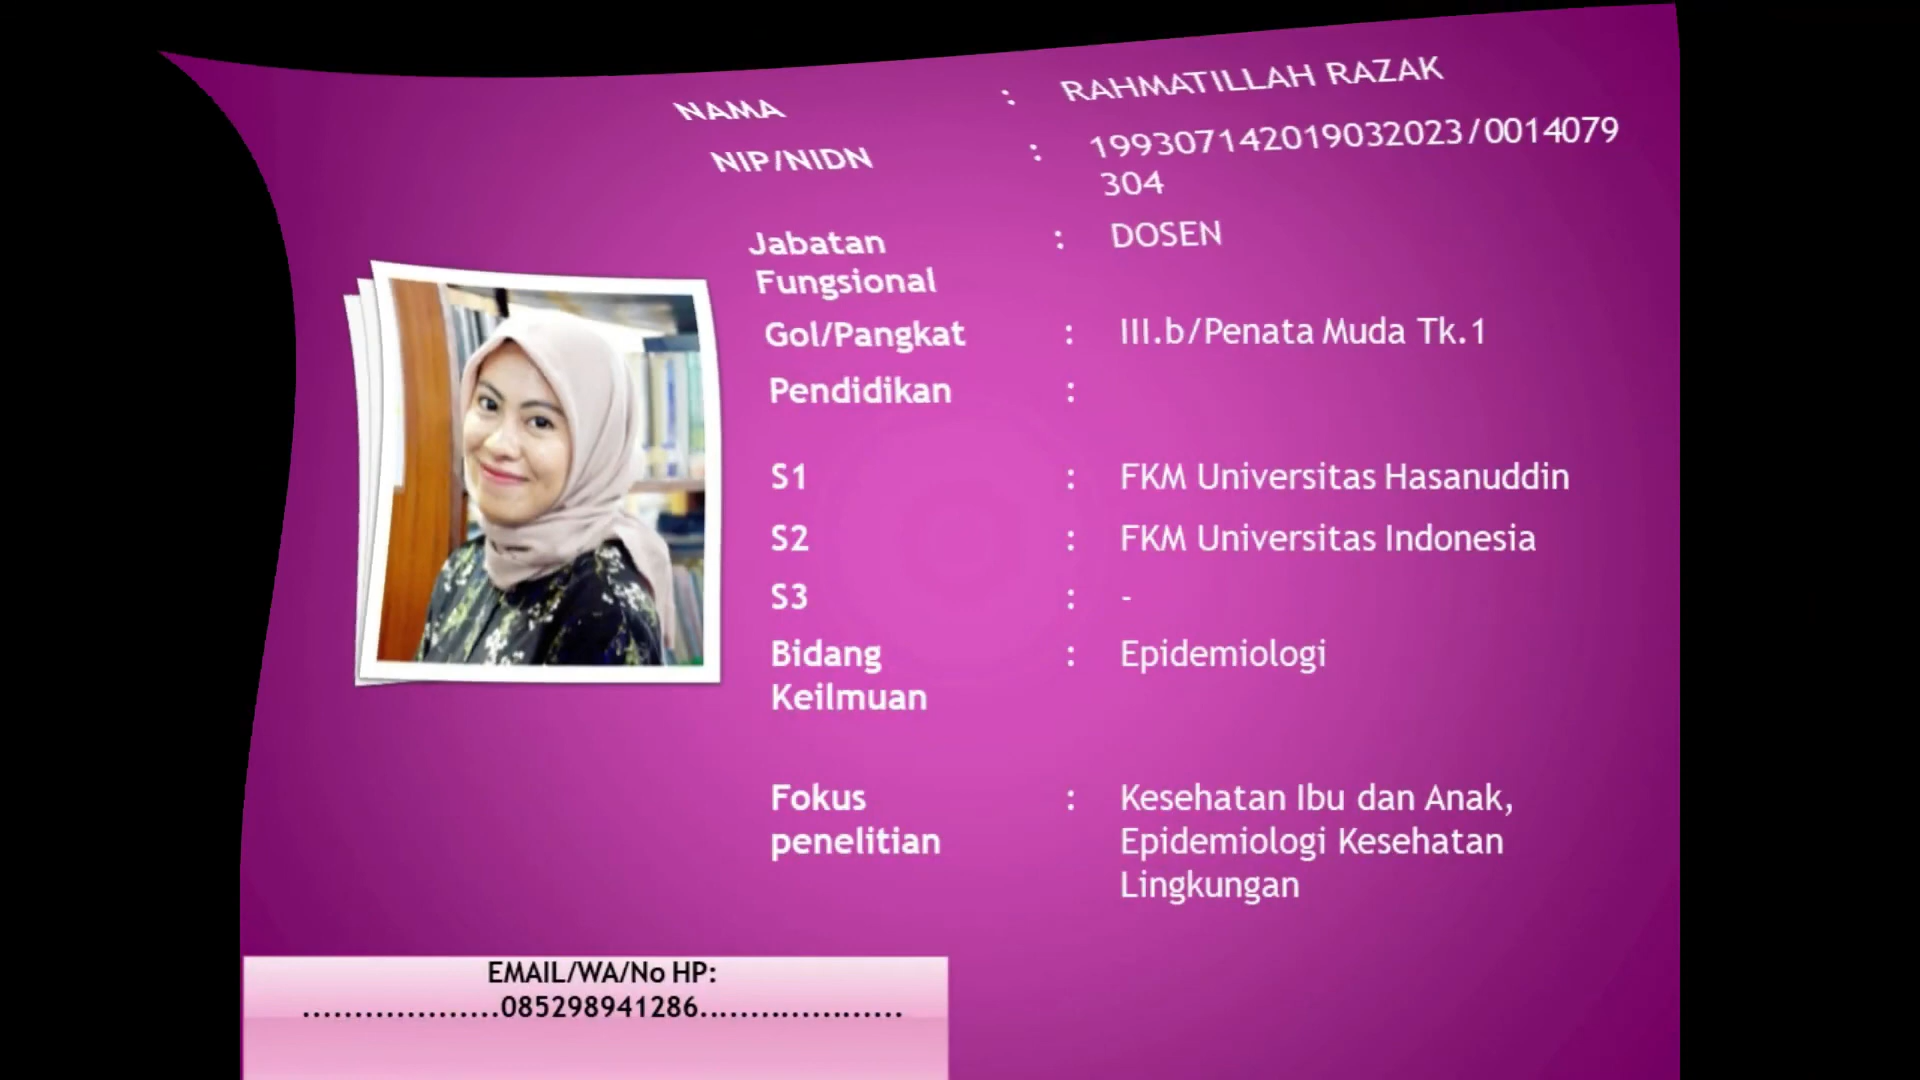 NAMA : RAHMATILLAH RAZAK
NIP/NIDN : 199307142019032023/0014079
304
Jabatan : DOSEN
Fungsional
Gol/Pangkat : III.b/Penata Muda Tk.1
Pendidikan :
S1 : FKM Universitas Hasanuddin
S2 : FKM Universitas Indonesia
S3 : -
Bidang : Epidemiologi
Keilmuan
Fokus : Kesehatan Ibu dan Anak,
penelitian Epidemiologi Kesehatan
Lingkungan
EMAIL/WA/No HP:
...................085298941286....................